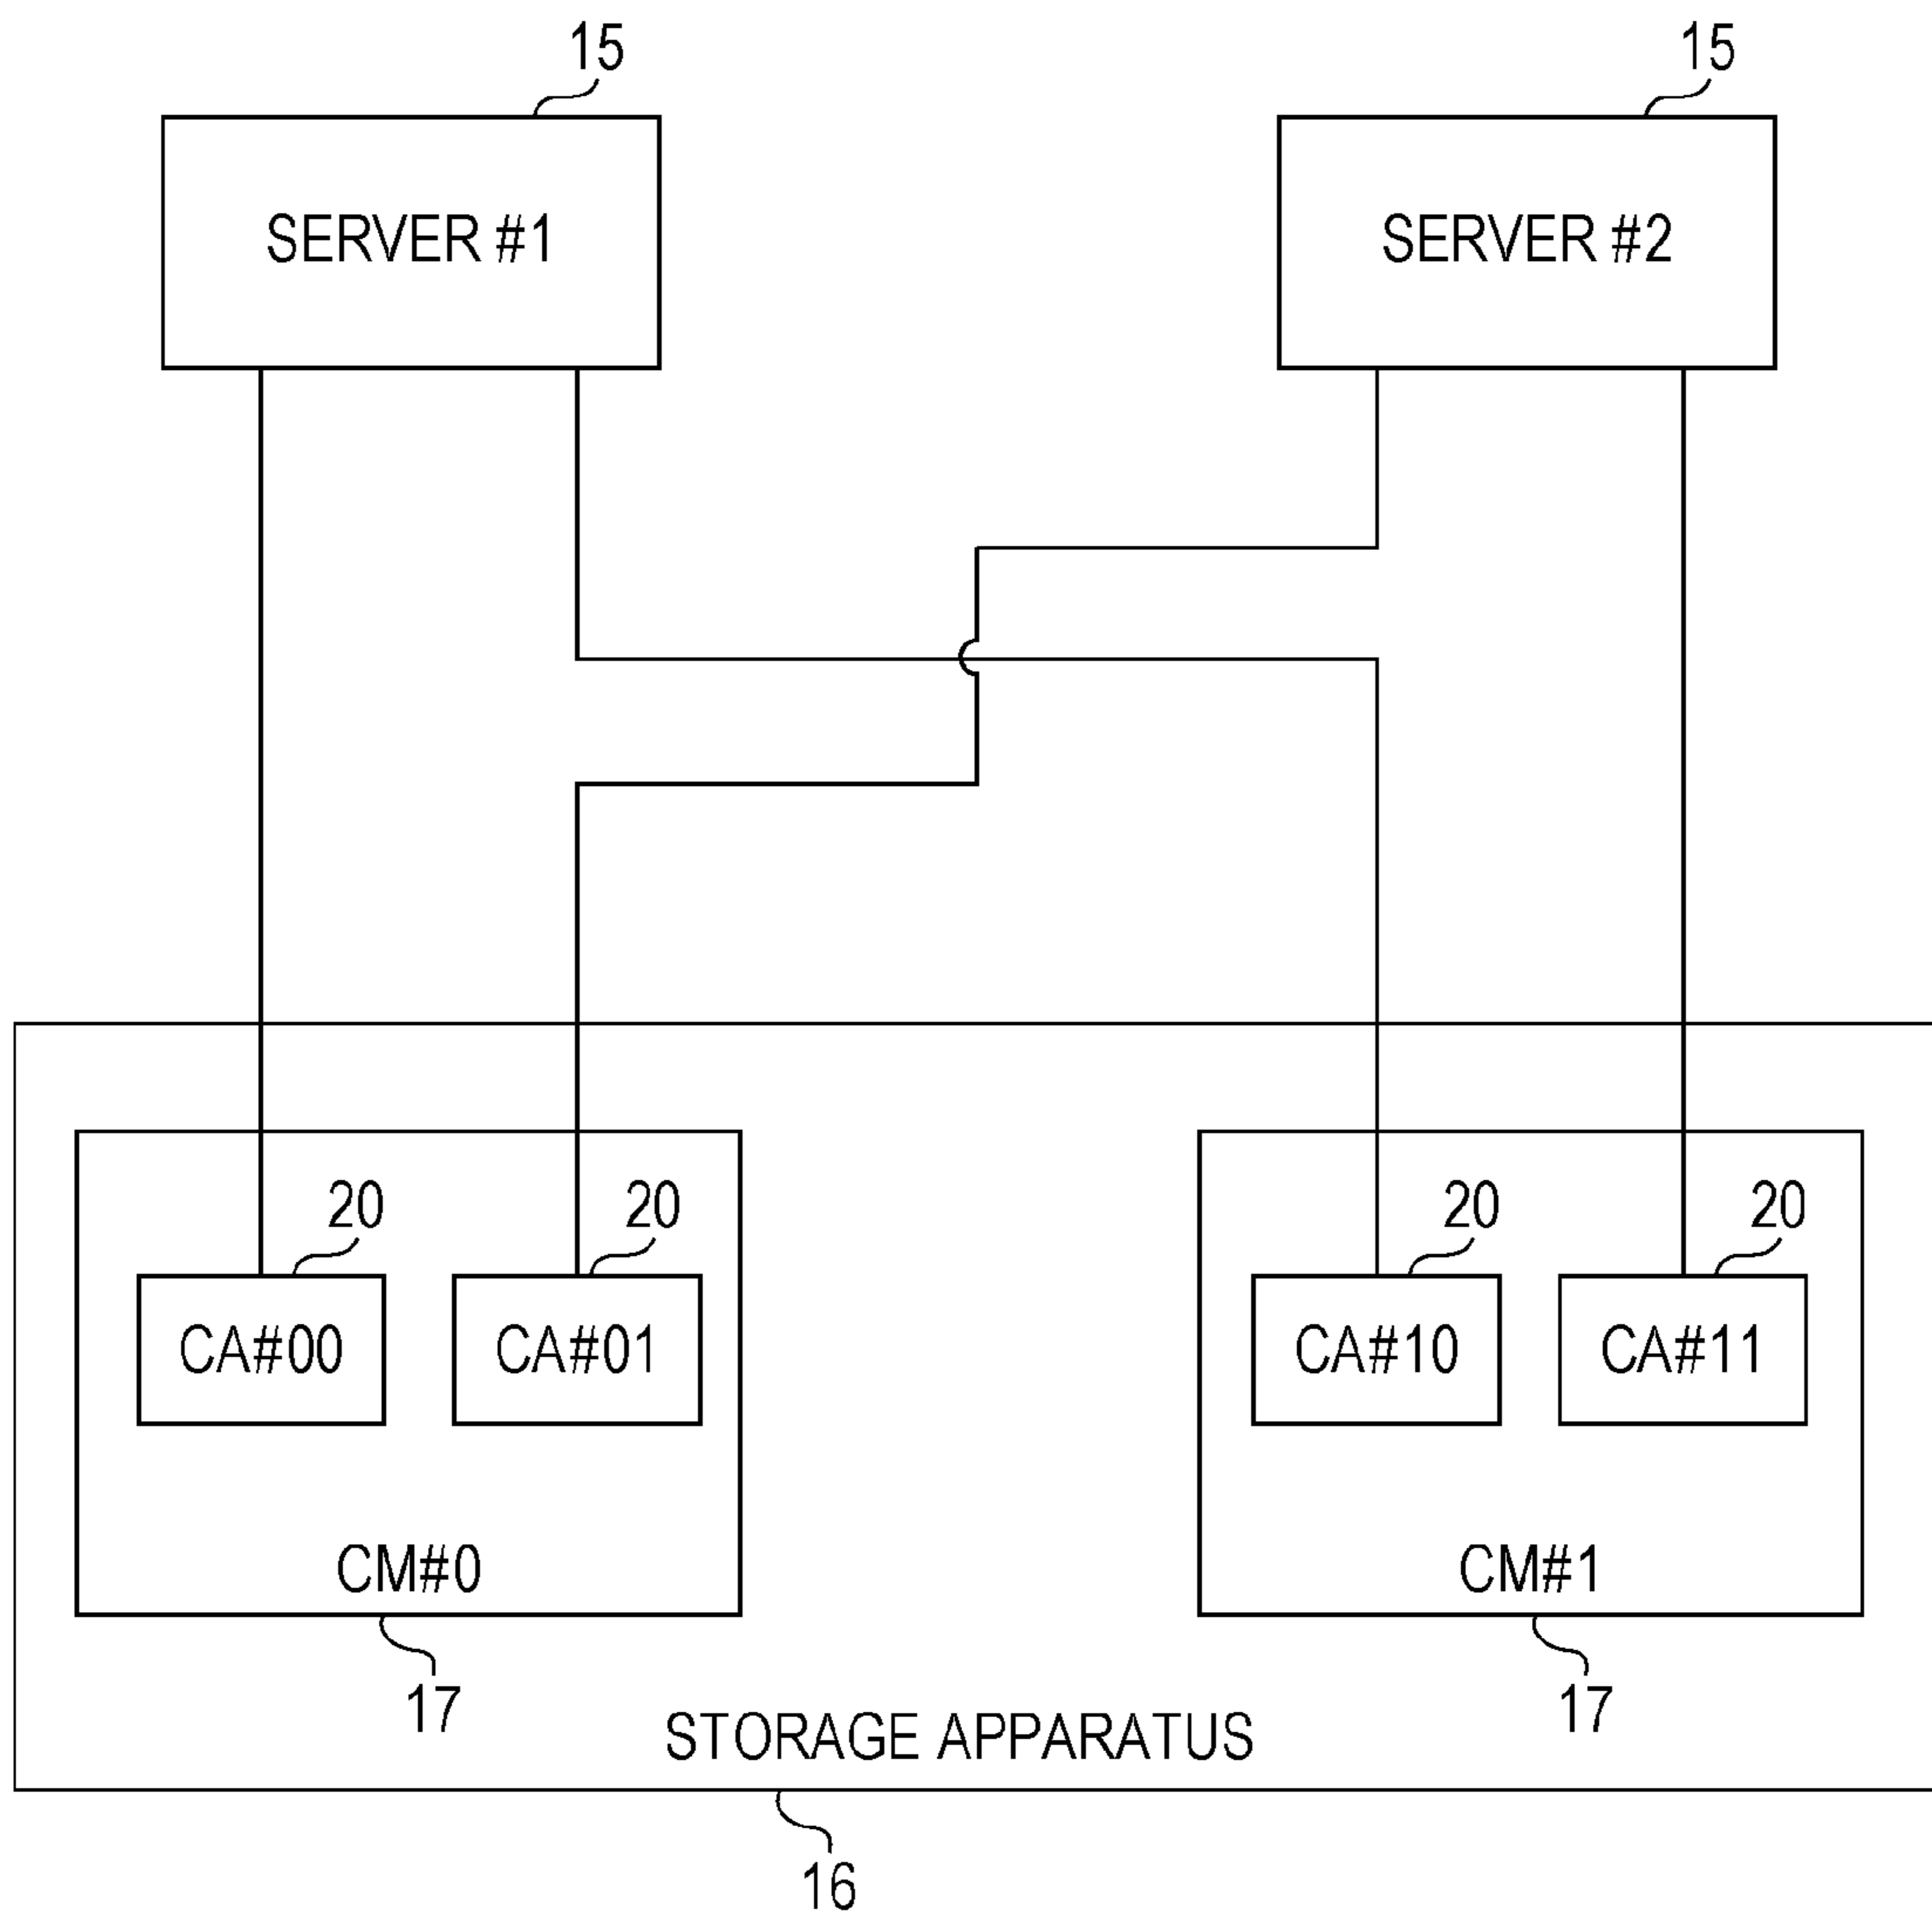 15
15
SERVER #1
SERVER #2
20
20
20
20
CA#00
CA#01
CA#10
CA#11
CM#0
CM#1
17
17
STORAGE APPARATUS
16